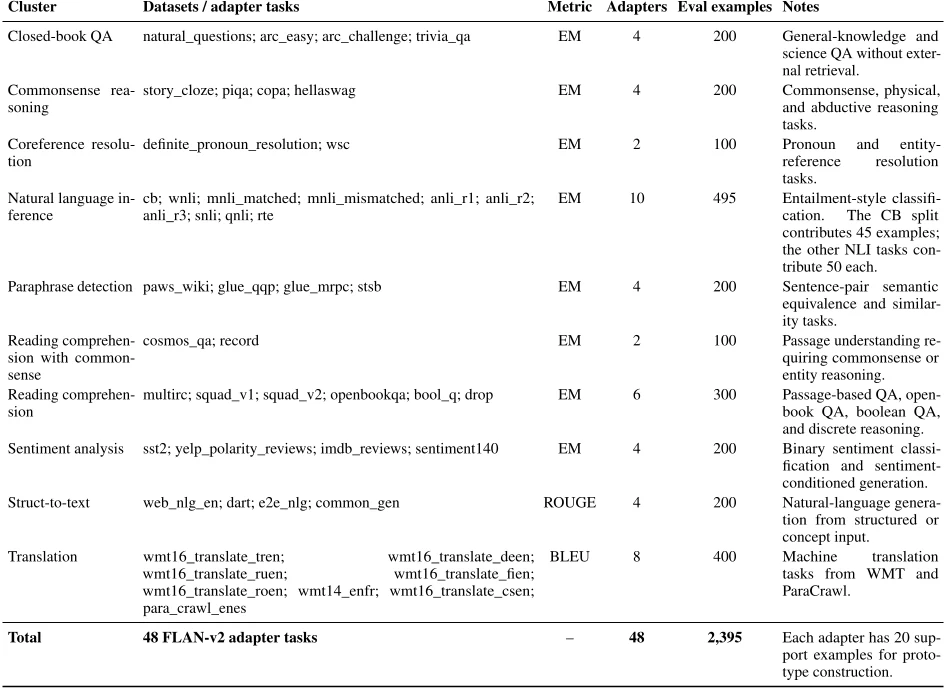 Cluster Datasets / adapter tasks Metric Adapters Eval examples Notes
Closed-book QA natural_questions; arc_easy; arc_challenge; trivia_qa EM 4 200 General-knowledge and
science QA without exter-
nal retrieval.
Commonsense rea- story_cloze; piqa; copa; hellaswag EM 4 200 Commonsense, physical,
soning and abductive reasoning
tasks.
Coreference resolu- definite_pronoun_resolution; wsc EM 2 100 Pronoun and entity-
tion reference resolution
tasks.
Natural language in- cb; wnli; mnli_matched; mnli_mismatched; anli_r1; anli_r2; EM 10 495 Entailment-style classifi-
ference anli_r3; snli; qnli; rte cation. The CB split
contributes 45 examples;
the other NLI tasks con-
tribute 50 each.
Paraphrase detection paws_wiki; glue_qqp; glue_mrpc; stsb EM 4 200 Sentence-pair semantic
equivalence and similar-
ity tasks.
Reading comprehen- cosmos_qa; record EM 2 100 Passage understanding re-
sion with common- quiring commonsense or
sense entity reasoning.
Reading comprehen- multirc; squad_v1; squad_v2; openbookqa; bool_q; drop EM 6 300 Passage-based QA, open-
sion book QA, boolean QA,
and discrete reasoning.
Sentiment analysis sst2; yelp_polarity_reviews; imdb_reviews; sentiment140 EM 4 200 Binary sentiment classi-
fication and sentiment-
conditioned generation.
Struct-to-text web_nlg_en; dart; e2e_nlg; common_gen ROUGE 4 200 Natural-language genera-
tion from structured or
concept input.
Translation wmt16_translate_tren; wmt16_translate_deen; BLEU 8 400 Machine translation
wmt16_translate_ruen; wmt16_translate_fien; tasks from WMT and
wmt16_translate_roen; wmt14_enfr; wmt16_translate_csen; ParaCrawl.
para_crawl_enes
Total 48 FLAN-v2 adapter tasks – 48 2,395 Each adapter has 20 sup-
port examples for proto-
type construction.